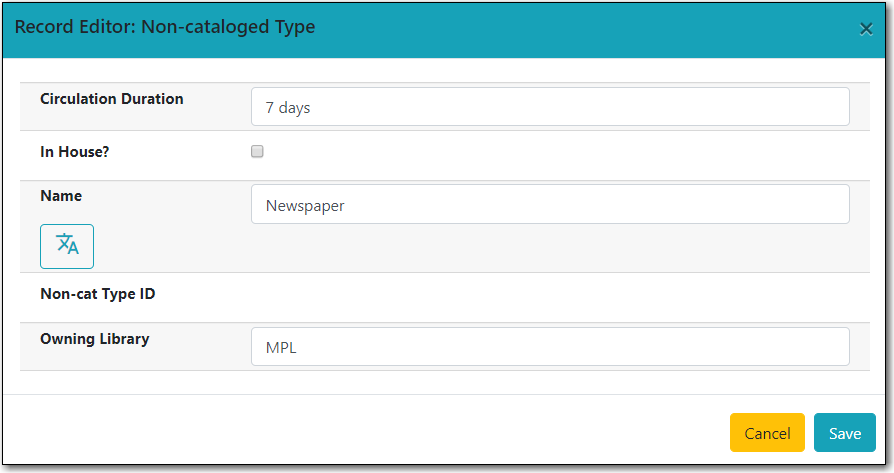 Record Editor: Non-cataloged Type ×
Circulation Duration 7 days
In House?
Name Newspaper
Non-cat Type ID
Owning Library MPL
Cancel Save